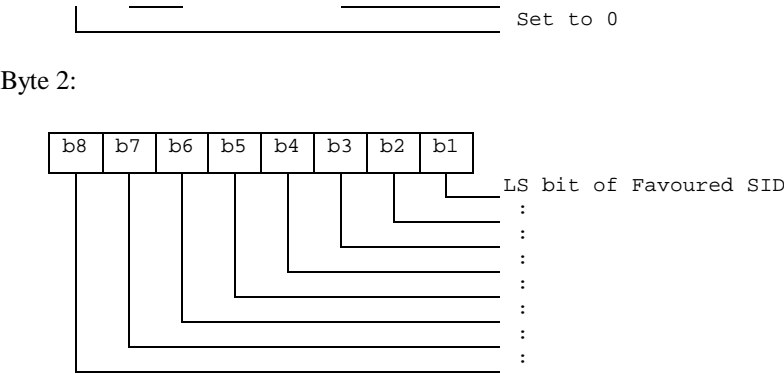 Set to 0
Byte 2:
b8 b7 b6 b5 b4 b3 b2 b1
LS bit of Favoured SID
:
:
:
:
:
:
: